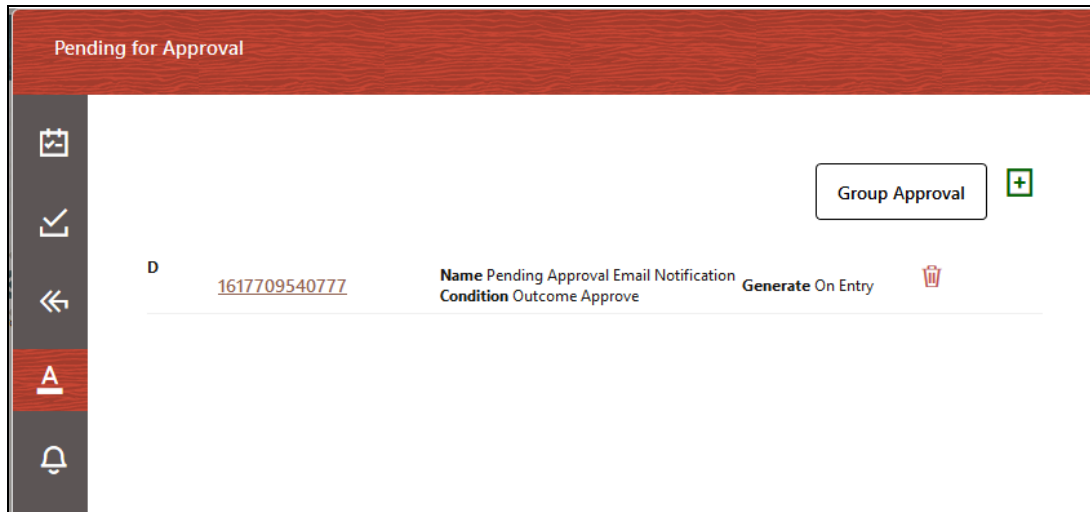 Pending for Approval
Group Approval
D
1617709540777
Name Pending Approval Email Notification
Condition Outcome Approve
Generate On Entry
A